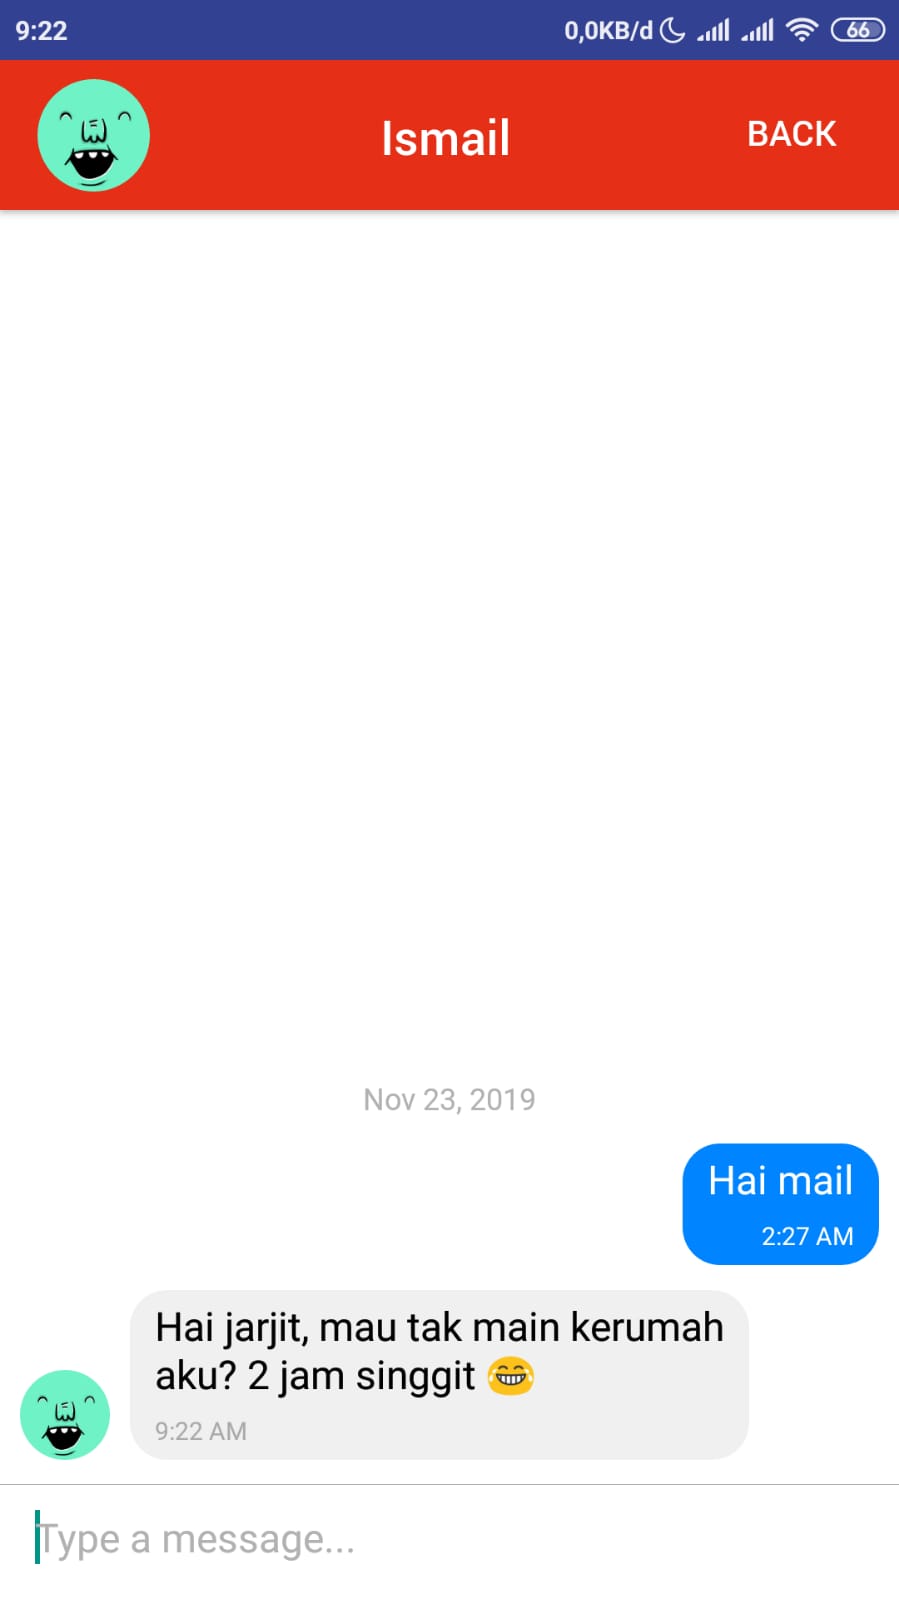 9:22
0,0KB/d
66
Ismail
BACK
Nov 23, 2019
Hai mail
2:27 AM
Hai jarjit, mau tak main kerumah
aku? 2 jam singgit 😂
9:22 AM
Type a message...